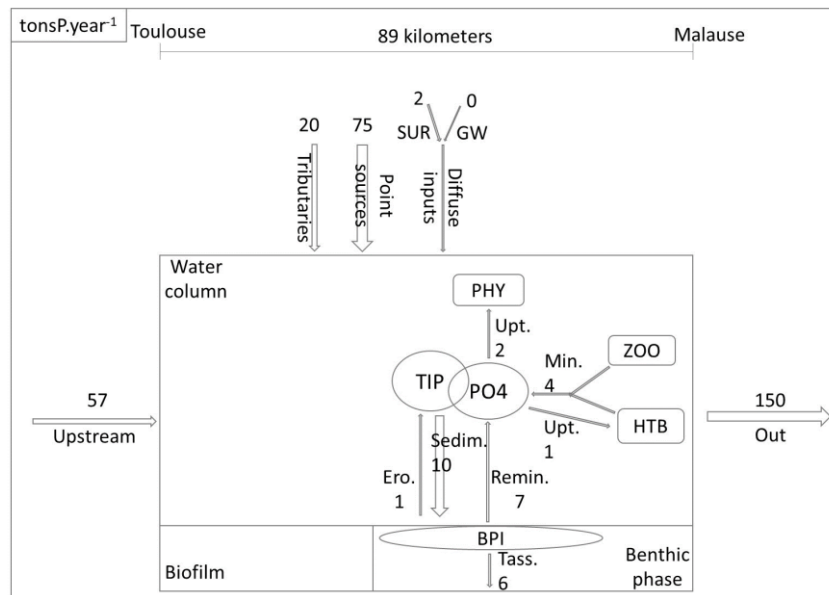 tonsP.year-1
Toulouse
89 kilometers
Malause
2
0
20
75
SUR
GW
Tributaries
Point
sources
Diffuse
inputs
Water
column
PHY
Upt.
2
ZOO
Min.
4
TIP
PO4
HTB
57
Upstream
150
Out
Sedim.
10
Upt.
1
Ero.
1
Remin.
7
BPI
Biofilm
Tass.
6
Benthic
phase